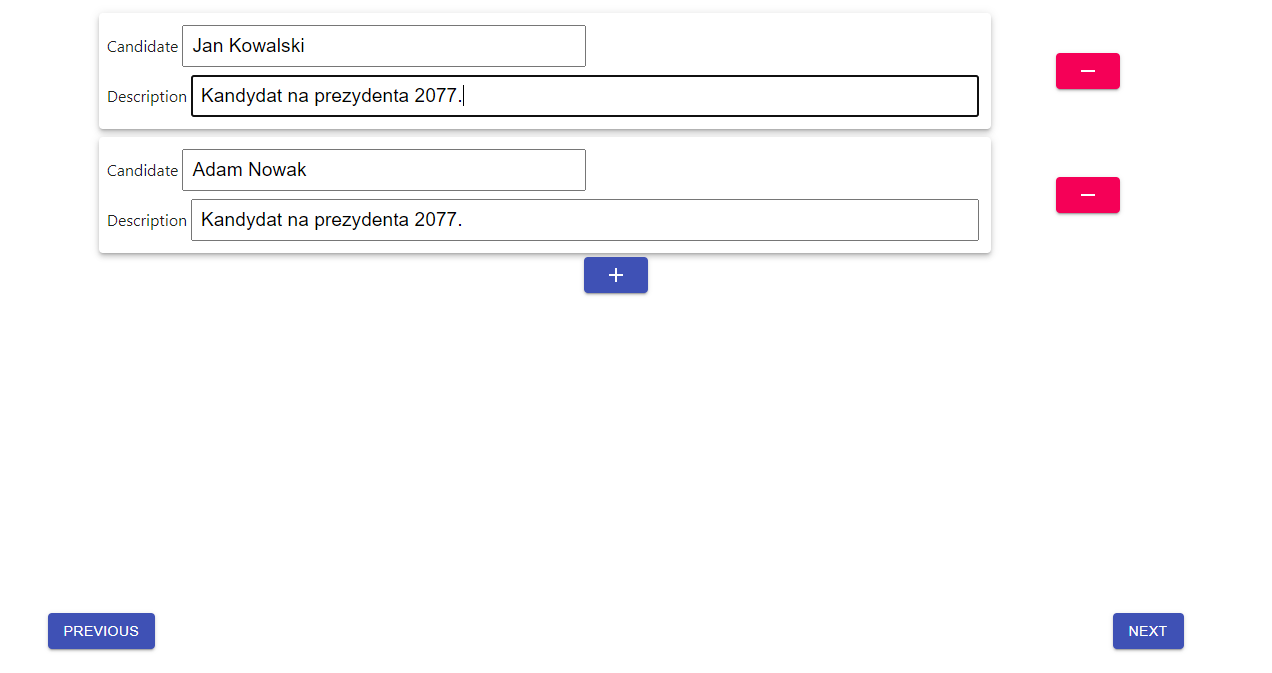 Candidate Jan Kowalski
Description Kandydat na prezydenta 2077.
Candidate Adam Nowak
Description Kandydat na prezydenta 2077.
PREVIOUS
NEXT